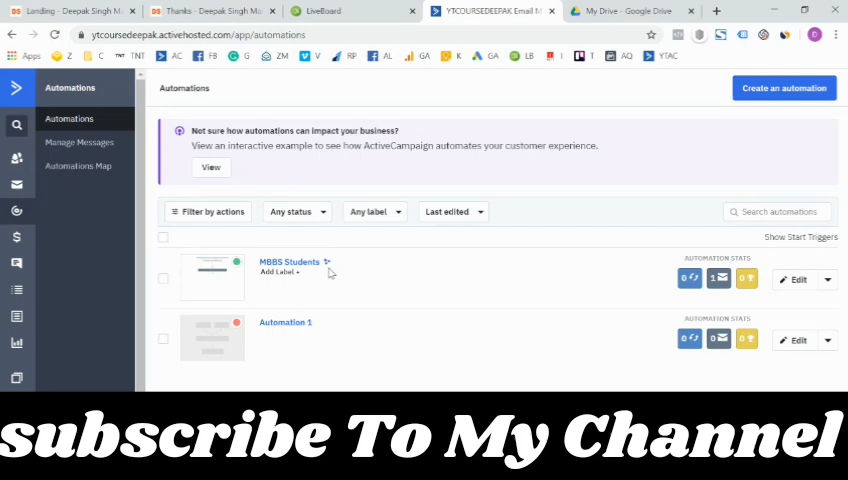 Landing - Deepak Singh Mar
Thanks - Deepak Singh Mar
LiveBoard
YTCOURSEDEEPAK Email M
My Drive - Google Drive
ytcoursedeepak.activehosted.com/app/automations
Apps Z C TNT TNT AC FB G ZM V RP AL GA K GA LB IL T AQ YTAC
Automations
Automations
Create an automation
Automations
Manage Messages
Automations Map
Not sure how automations can impact your business?
View an interactive example to see how ActiveCampaign automates your customer experience.
View
Filter by actions
Any status
Any label
Last edited
Search automations
Show Start Triggers
MBBS Students
Add Label +
AUTOMATION STATS
0 1 0
Edit
Automation 1
AUTOMATION STATS
0 0 0
Edit
subscribe To My Channel